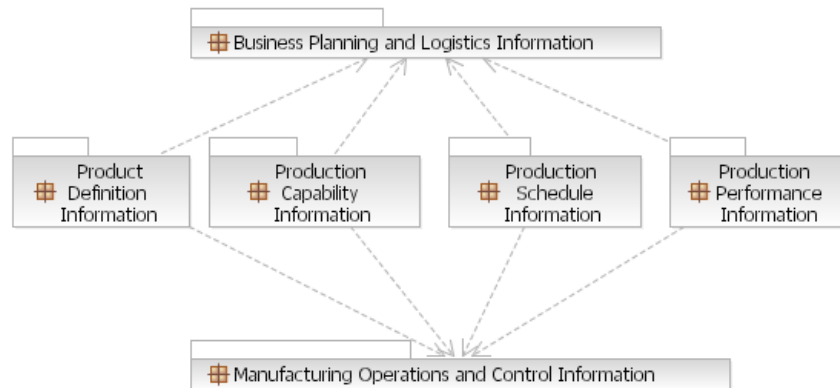 Business Planning and Logistics Information
Product
Definition
Information
Production
Capability
Information
Production
Schedule
Information
Production
Performance
Information
Manufacturing Operations and Control Information